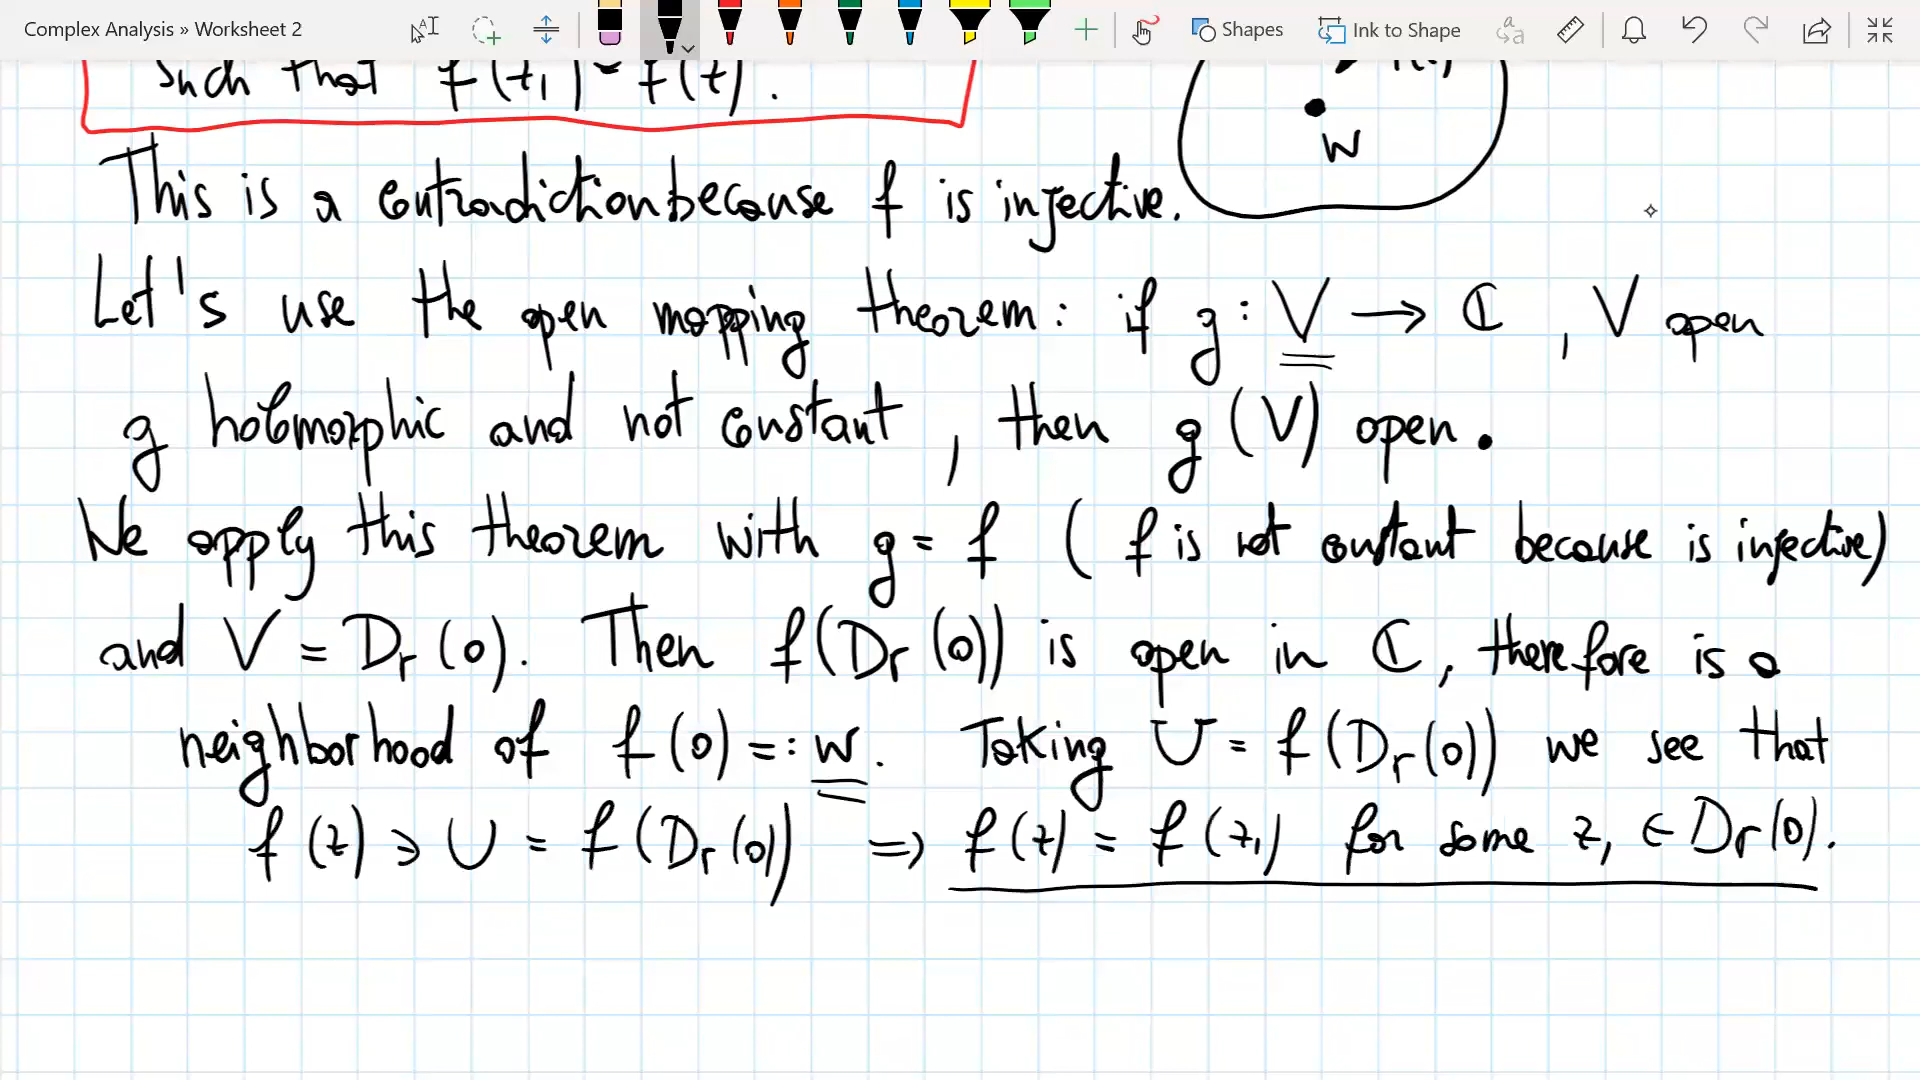 Complex Analysis » Worksheet 2
Shapes
Ink to Shape
such that f(z₁) = f(z).
w
This is a contradiction because f is injective.
Let's use the open mapping theorem: if g: V → ℂ, V open
g holomorphic and not constant, then g(V) open.
We apply this theorem with g = f (f is not constant because is injective)
and V = Dr(0). Then f(Dr(0)) is open in ℂ, therefore is a
neighborhood of f(0) =: w. Taking U = f(Dr(0)) we see that
f(z) ∋ U = f(Dr(0)) ⇒ f(z) = f(z₁) for some z₁ ∈ Dr(0).